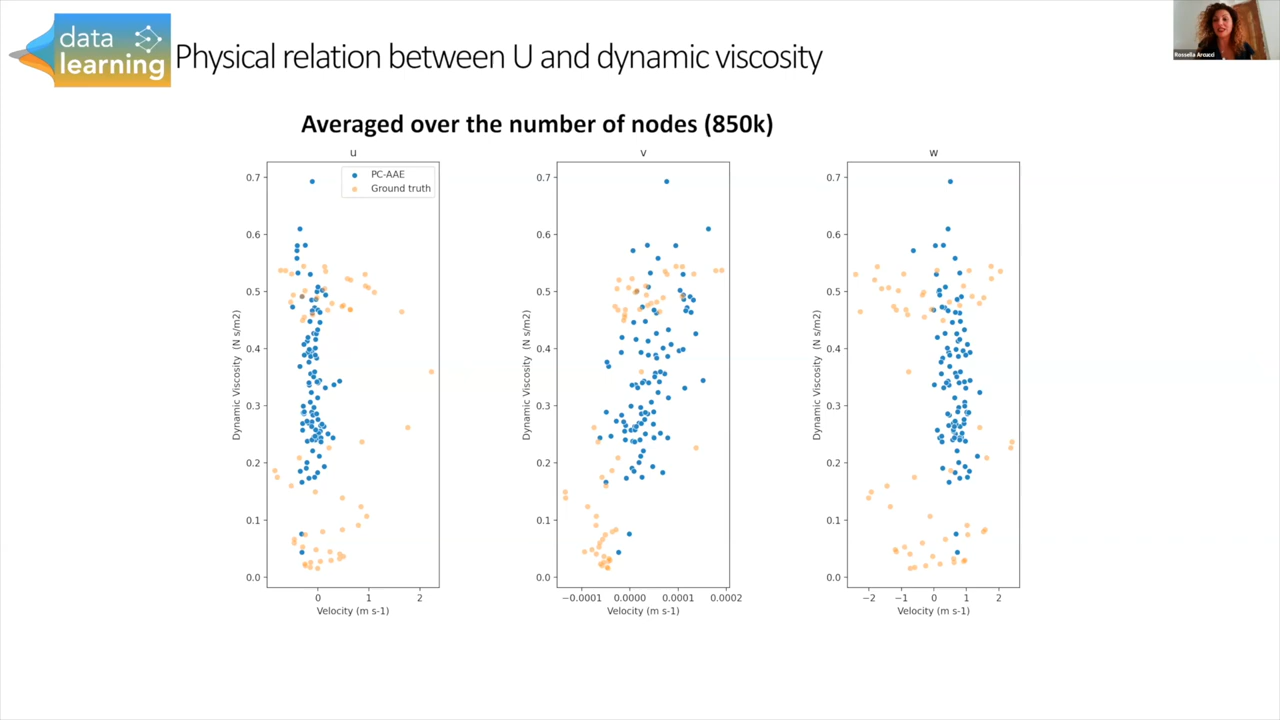 data
learning
Physical relation between U and dynamic viscosity
Rossella Arcucci
Averaged over the number of nodes (850k)
u
PC-AAE
Ground truth
0.7
0.6
0.5
0.4
0.3
0.2
0.1
0.0
Dynamic Viscosity (N s/m2)
0
1
2
Velocity (m s-1)
v
0.7
0.6
0.5
0.4
0.3
0.2
0.1
0.0
Dynamic Viscosity (N s/m2)
−0.0001
0.0000
0.0001
0.0002
Velocity (m s-1)
w
0.7
0.6
0.5
0.4
0.3
0.2
0.1
0.0
Dynamic Viscosity (N s/m2)
−2
−1
0
1
2
Velocity (m s-1)